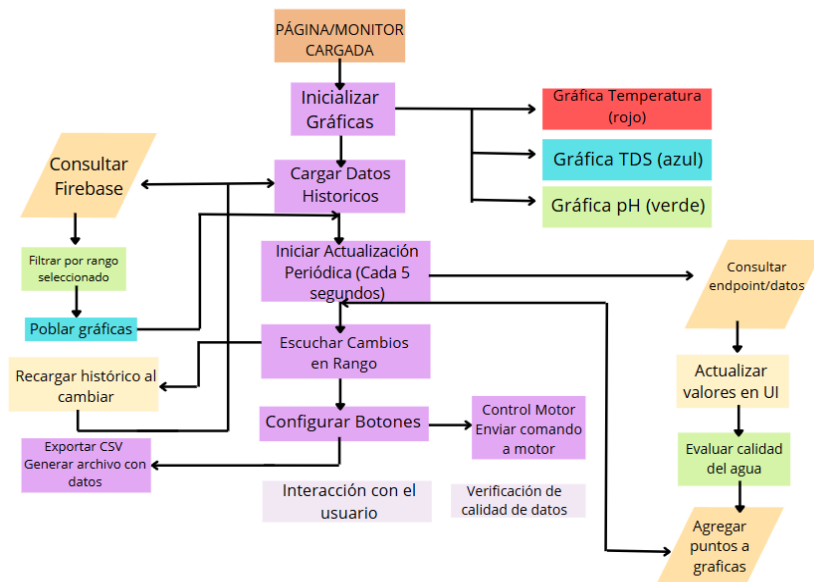 PÁGINA/MONITOR
CARGADA
Inicializar
Gráficas
Gráfica Temperatura
(rojo)
Gráfica TDS (azul)
Gráfica pH (verde)
Consultar
Firebase
Cargar Datos
Historicos
Filtrar por rango
seleccionado
Poblar gráficas
Iniciar Actualización
Periódica (Cada 5
segundos)
Consultar
endpoint/datos
Escuchar Cambios
en Rango
Recargar histórico al
cambiar
Actualizar
valores en UI
Configurar Botones
Control Motor
Enviar comando
a motor
Exportar CSV
Generar archivo con
datos
Evaluar calidad
del agua
Interacción con el
usuario
Verificación de
calidad de datos
Agregar
puntos a
graficas